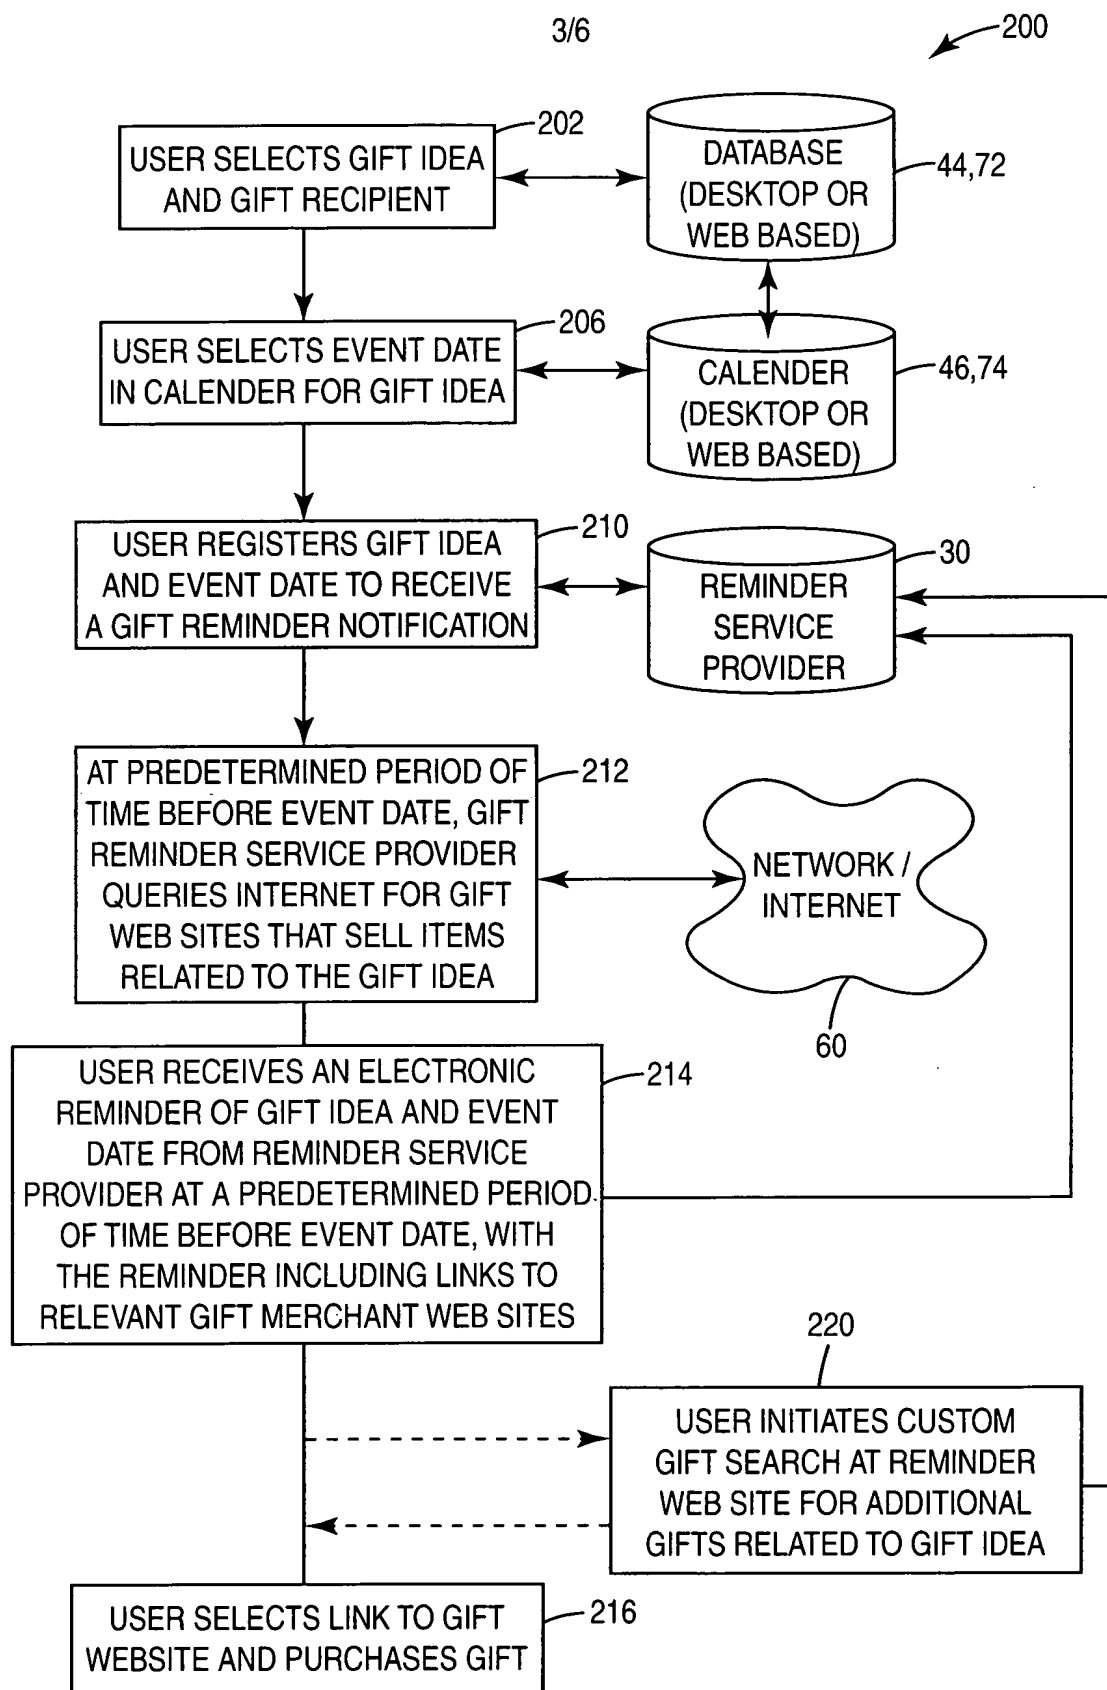 3/6
200
202
USER SELECTS GIFT IDEA
AND GIFT RECIPIENT
DATABASE
(DESKTOP OR
WEB BASED)
44,72
206
USER SELECTS EVENT DATE
IN CALENDER FOR GIFT IDEA
CALENDER
(DESKTOP OR
WEB BASED)
46,74
210
USER REGISTERS GIFT IDEA
AND EVENT DATE TO RECEIVE
A GIFT REMINDER NOTIFICATION
REMINDER
SERVICE
PROVIDER
30
212
AT PREDETERMINED PERIOD OF
TIME BEFORE EVENT DATE, GIFT
REMINDER SERVICE PROVIDER
QUERIES INTERNET FOR GIFT
WEB SITES THAT SELL ITEMS
RELATED TO THE GIFT IDEA
NETWORK /
INTERNET
60
214
USER RECEIVES AN ELECTRONIC
REMINDER OF GIFT IDEA AND EVENT
DATE FROM REMINDER SERVICE
PROVIDER AT A PREDETERMINED PERIOD
OF TIME BEFORE EVENT DATE, WITH
THE REMINDER INCLUDING LINKS TO
RELEVANT GIFT MERCHANT WEB SITES
220
USER INITIATES CUSTOM
GIFT SEARCH AT REMINDER
WEB SITE FOR ADDITIONAL
GIFTS RELATED TO GIFT IDEA
216
USER SELECTS LINK TO GIFT
WEBSITE AND PURCHASES GIFT